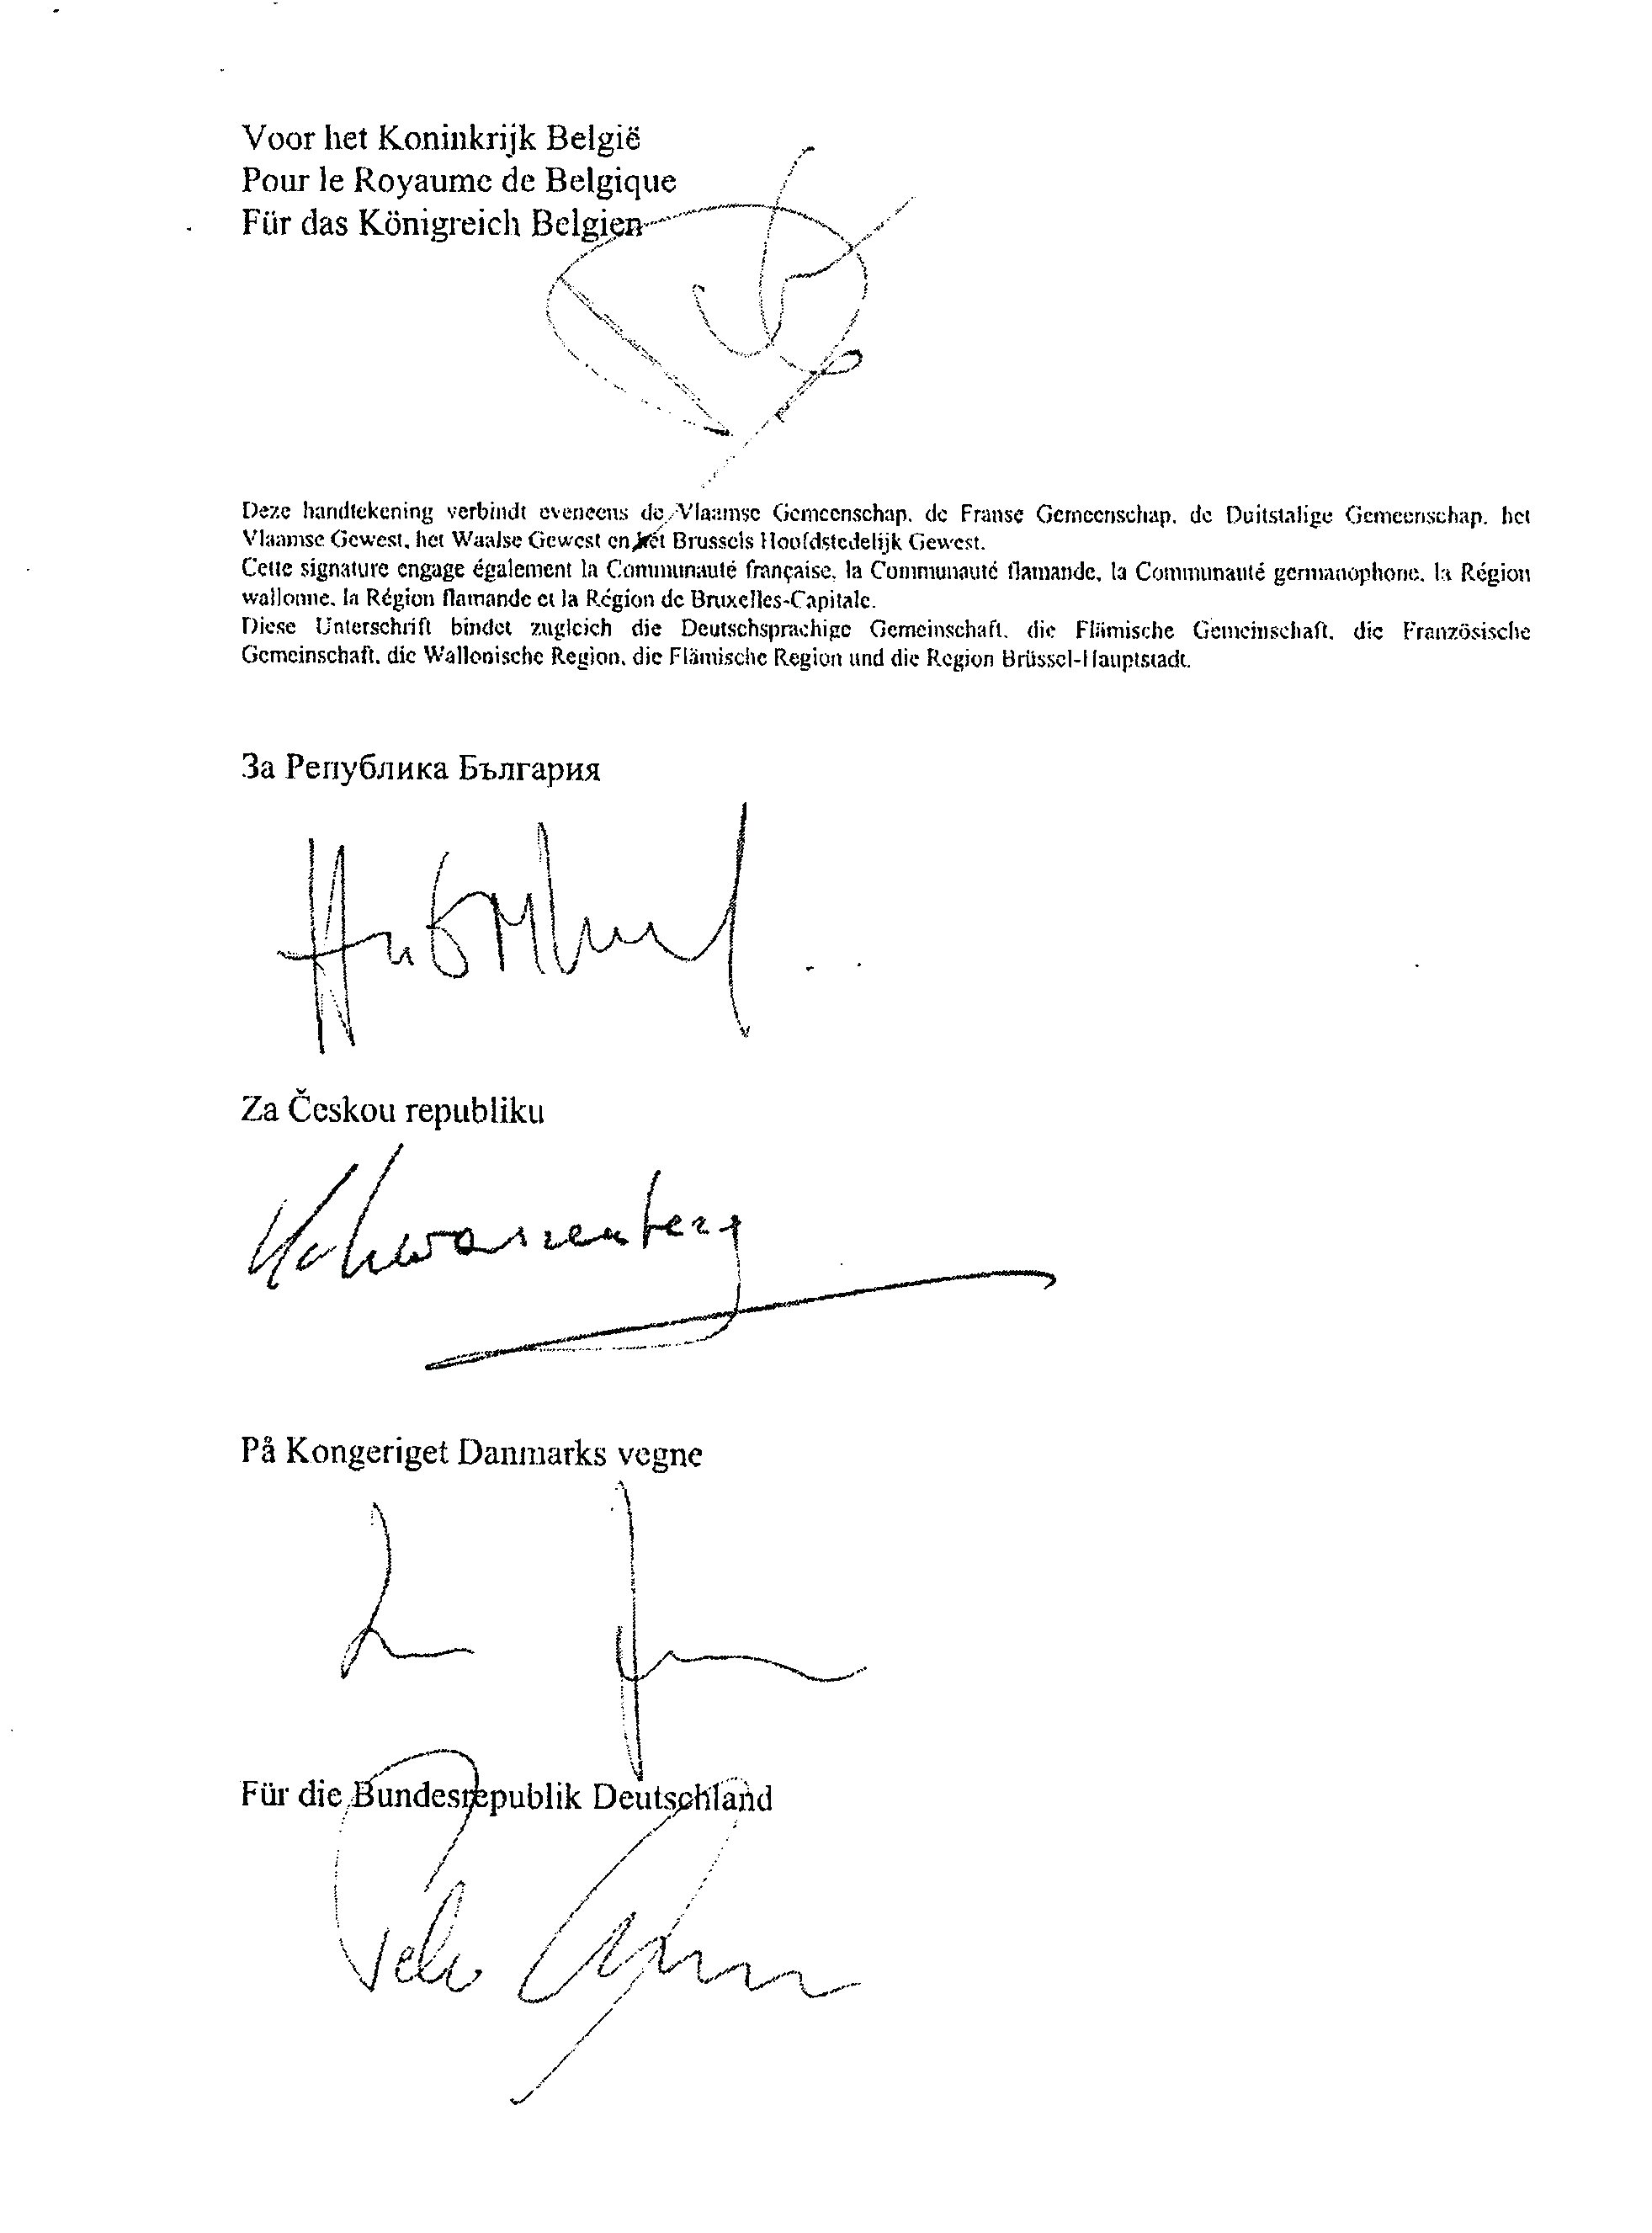 Voor het Koninkrijk België
Pour le Royaume de Belgique
Für das Königreich Belgien
Deze handtekening verbindt eveneens de Vlaamse Gemeenschap, de Franse Gemeenschap, de Duitstalige Gemeenschap, het
Vlaamse Gewest, het Waalse Gewest en het Brussels Hoofdstedelijk Gewest.
Cette signature engage également la Communauté française, la Communauté flamande, la Communauté germanophone, la Région
wallonne, la Région flamande et la Région de Bruxelles-Capitale.
Diese Unterschrift bindet zugleich die Deutschsprachige Gemeinschaft, die Flämische Gemeinschaft, die Französische
Gemeinschaft, die Wallonische Region, die Flämische Region und die Region Brüssel-Hauptstadt.
За Република България
Za Českou republiku
Schwarzenberg
På Kongeriget Danmarks vegne
Für die Bundesrepublik Deutschland